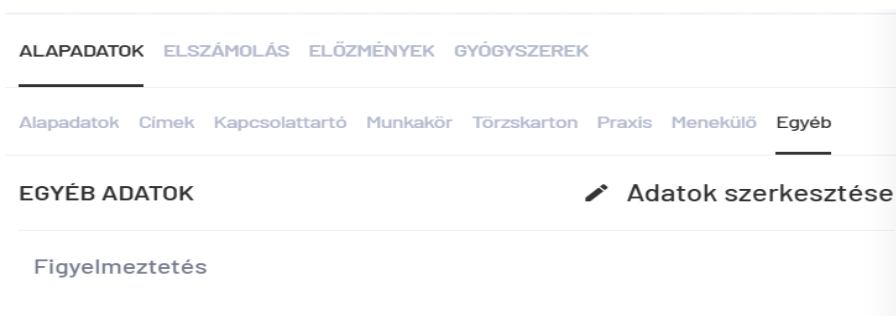 ALAPADATOK ELSZÁMOLÁS ELŐZMÉNYEK GYÓGYSZEREK
Alapadatok Címek Kapcsolattartó Munkakör Törzskarton Praxis Menekülő Egyéb
EGYÉB ADATOK Adatok szerkesztése
Figyelmeztetés